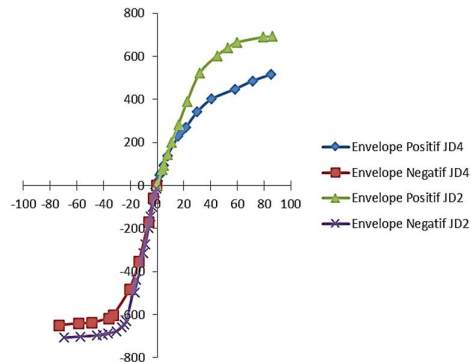 800
600
400
200
0
-100 -80 -60 -40 -20 0 20 40 60 80 100
-200
-400
-600
-800
Envelope Positif JD4
Envelope Negatif JD4
Envelope Positif JD2
Envelope Negatif JD2